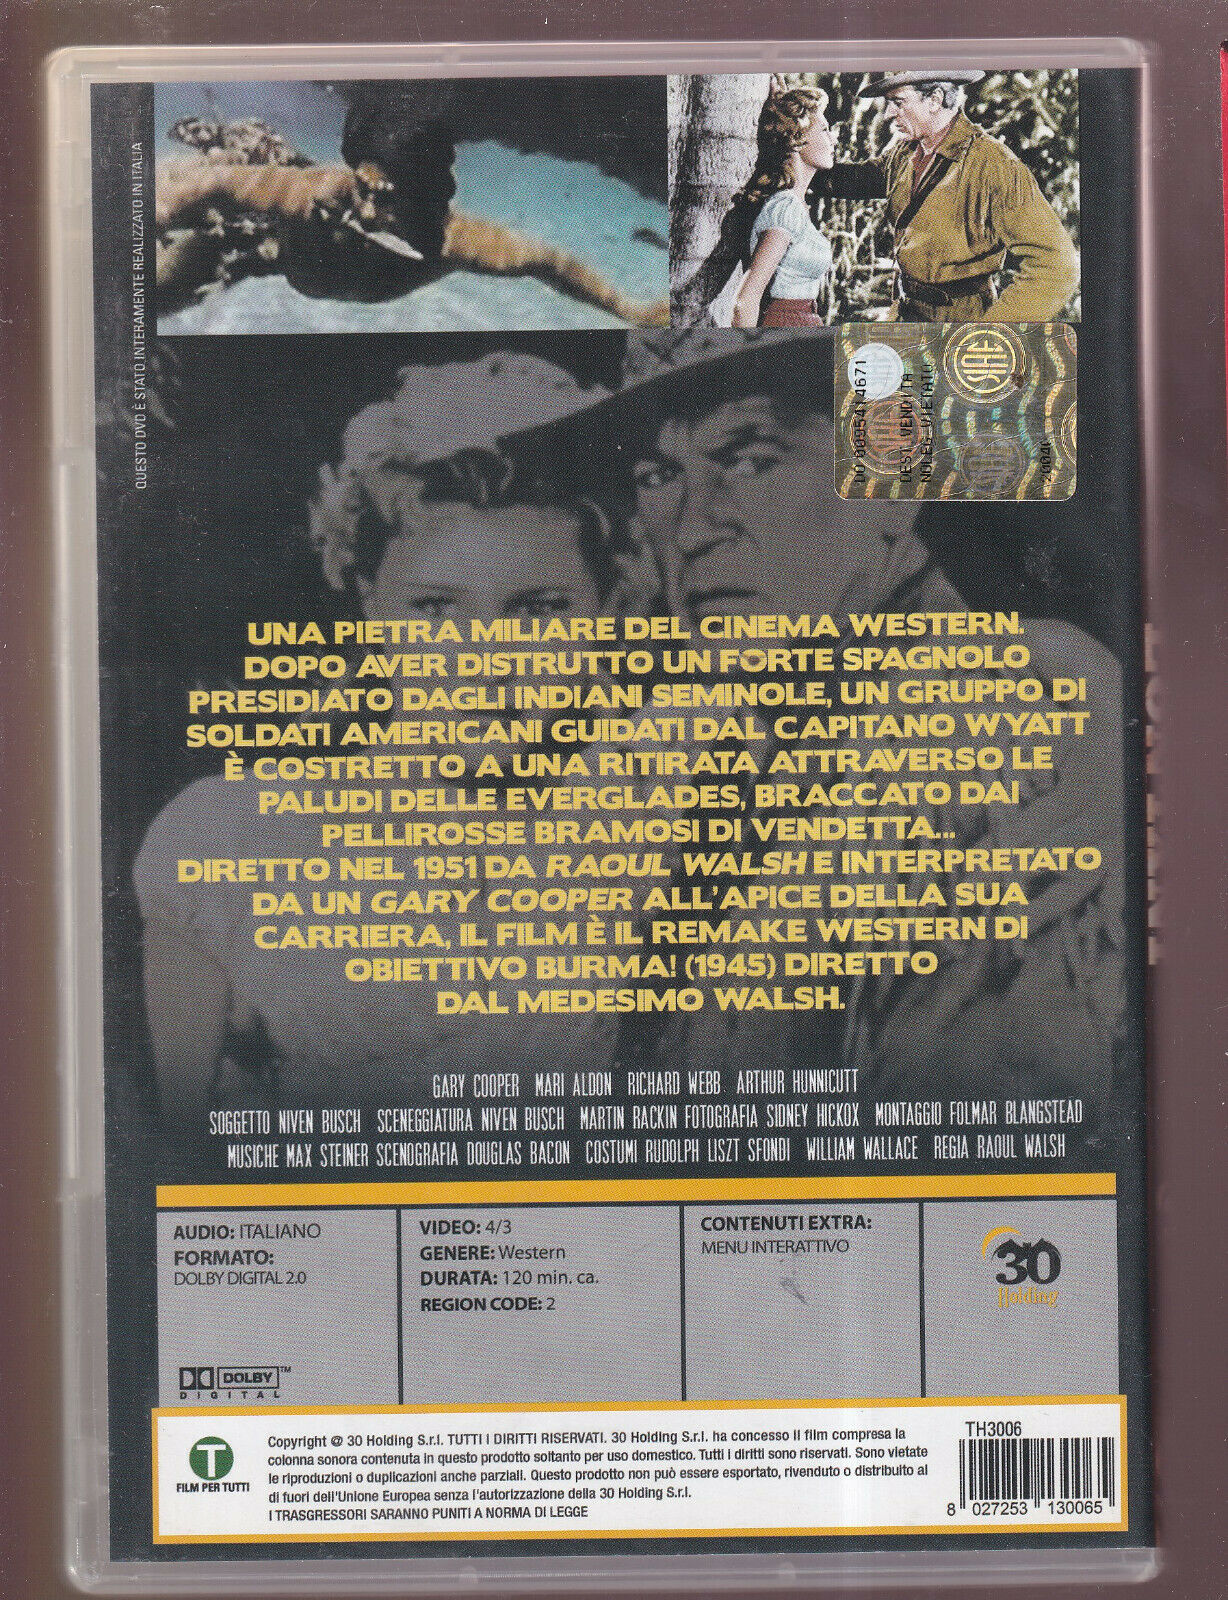 QUESTO DVD È STATO INTERAMENTE REALIZZATO IN ITALIA
SIAE
DEST.VENDITA
NOLEG.VIETATO
UNA PIETRA MILIARE DEL CINEMA WESTERN.
DOPO AVER DISTRUTTO UN FORTE SPAGNOLO
PRESIDIATO DAGLI INDIANI SEMINOLE, UN GRUPPO DI
SOLDATI AMERICANI GUIDATI DAL CAPITANO WYATT
È COSTRETTO A UNA RITIRATA ATTRAVERSO LE
PALUDI DELLE EVERGLADES, BRACCATO DAI
PELLIROSSE BRAMOSI DI VENDETTA...
DIRETTO NEL 1951 DA RAOUL WALSH E INTERPRETATO
DA UN GARY COOPER ALL'APICE DELLA SUA
CARRIERA, IL FILM È IL REMAKE WESTERN DI
OBIETTIVO BURMA! (1945) DIRETTO
DAL MEDESIMO WALSH.
GARY COOPER MARI ALDON RICHARD WEBB ARTHUR HUNNICUTT
SOGGETTO NIVEN BUSCH SCENEGGIATURA NIVEN BUSCH MARTIN RACKIN FOTOGRAFIA SIDNEY HICKOX MONTAGGIO FOLMAR BLANGSTEAD
MUSICHE MAX STEINER SCENOGRAFIA DOUGLAS BACON COSTUMI RUDOLPH LISZT SFONDI WILLIAM WALLACE REGIA RAOUL WALSH
AUDIO: ITALIANO
FORMATO:
DOLBY DIGITAL 2.0
DOLBY™
DIGITAL
VIDEO: 4/3
GENERE: Western
DURATA: 120 min. ca.
REGION CODE: 2
CONTENUTI EXTRA:
MENU INTERATTIVO
30
Holding
T
FILM PER TUTTI
Copyright @ 30 Holding S.r.l. TUTTI I DIRITTI RISERVATI. 30 Holding S.r.l. ha concesso il film compresa la
colonna sonora contenuta in questo prodotto soltanto per uso domestico. Tutti i diritti sono riservati. Sono vietate
le riproduzioni o duplicazioni anche parziali. Questo prodotto non può essere esportato, rivenduto o distribuito al
di fuori dell'Unione Europea senza l'autorizzazione della 30 Holding S.r.l.
I TRASGRESSORI SARANNO PUNITI A NORMA DI LEGGE
TH3006
8 027253 130065